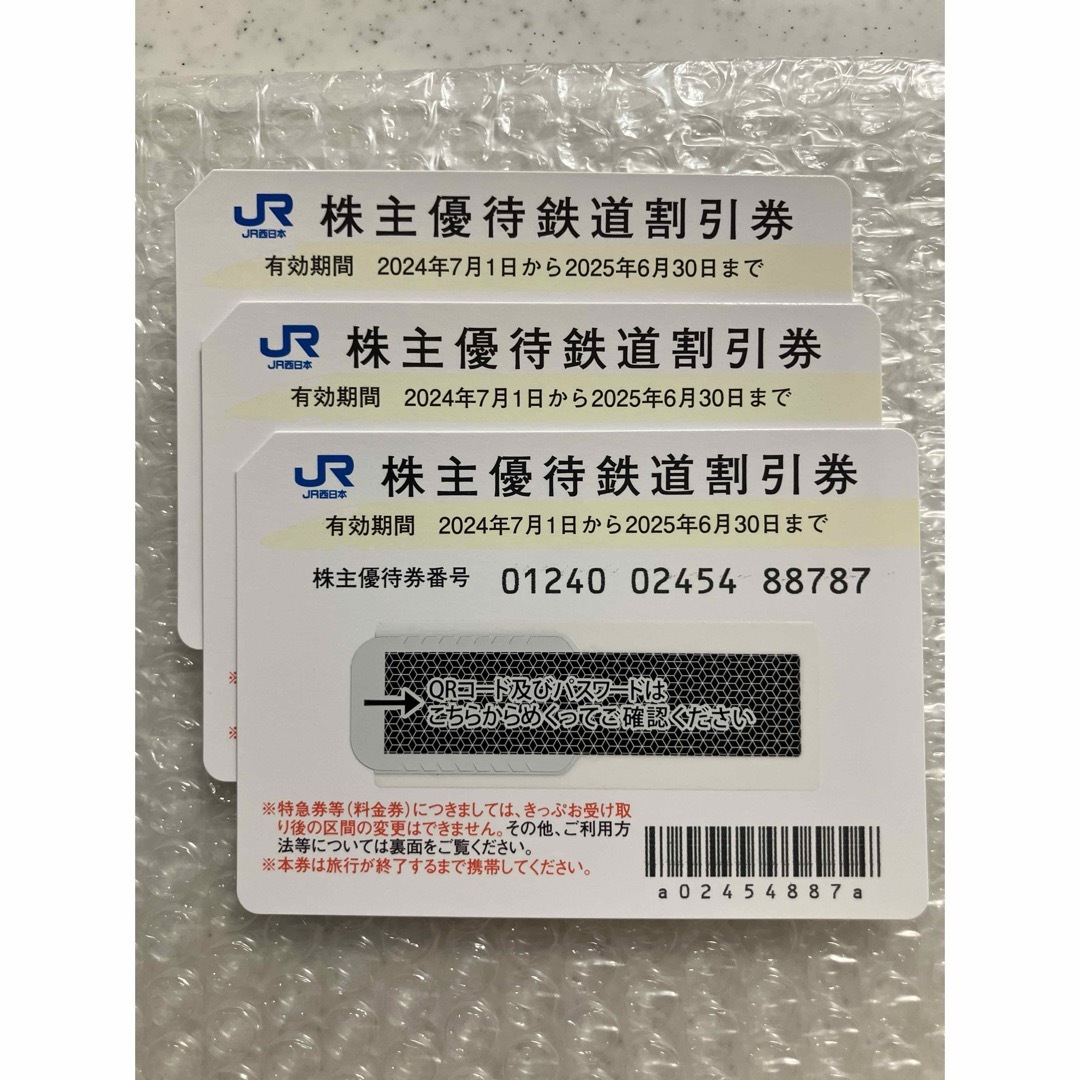 JR
JR西日本
株主優待鉄道割引券
有効期間 2024年7月1日から2025年6月30日まで
JR
JR西日本
株主優待鉄道割引券
有効期間 2024年7月1日から2025年6月30日まで
※
※
JR
JR西日本
株主優待鉄道割引券
有効期間 2024年7月1日から2025年6月30日まで
株主優待券番号 01240 02454 88787
QRコード及びパスワードは
こちらからめくってご確認ください
※特急券等(料金券)につきましては、きっぷお受け取
り後の区間の変更はできません。その他、ご利用方
法等については裏面をご覧ください。
※本券は旅行が終了するまで携帯してください。
a02454887a